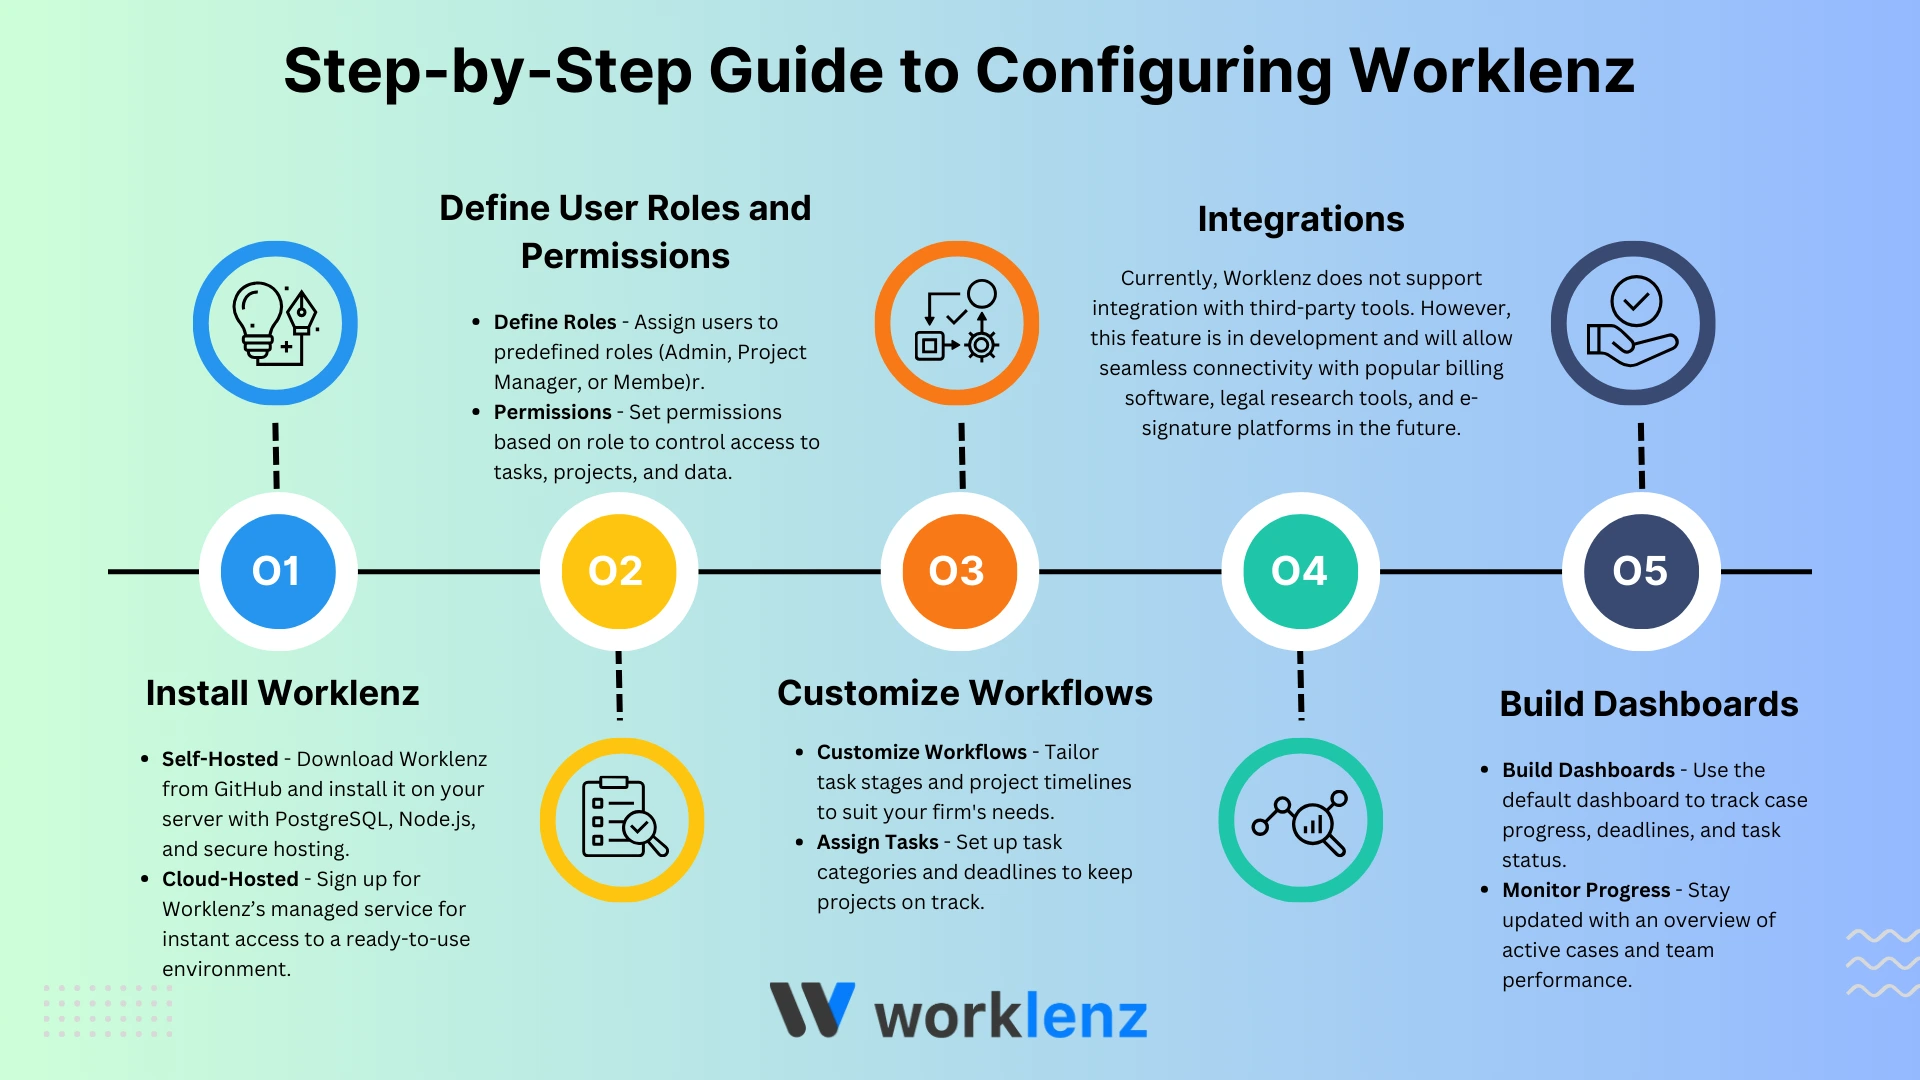 Step-by-Step Guide to Configuring Worklenz
Define User Roles and
Permissions
• Define Roles - Assign users to
predefined roles (Admin, Project
Manager, or Membe)r.
• Permissions - Set permissions
based on role to control access to
tasks, projects, and data.
Integrations
Currently, Worklenz does not support
integration with third-party tools. However,
this feature is in development and will allow
seamless connectivity with popular billing
software, legal research tools, and e-
signature platforms in the future.
01
02
03
04
05
Install Worklenz
• Self-Hosted - Download Worklenz
from GitHub and install it on your
server with PostgreSQL, Node.js,
and secure hosting.
• Cloud-Hosted - Sign up for
Worklenz’s managed service for
instant access to a ready-to-use
environment.
Customize Workflows
• Customize Workflows - Tailor
task stages and project timelines
to suit your firm's needs.
• Assign Tasks - Set up task
categories and deadlines to keep
projects on track.
Build Dashboards
• Build Dashboards - Use the
default dashboard to track case
progress, deadlines, and task
status.
• Monitor Progress - Stay
updated with an overview of
active cases and team
performance.
worklenz